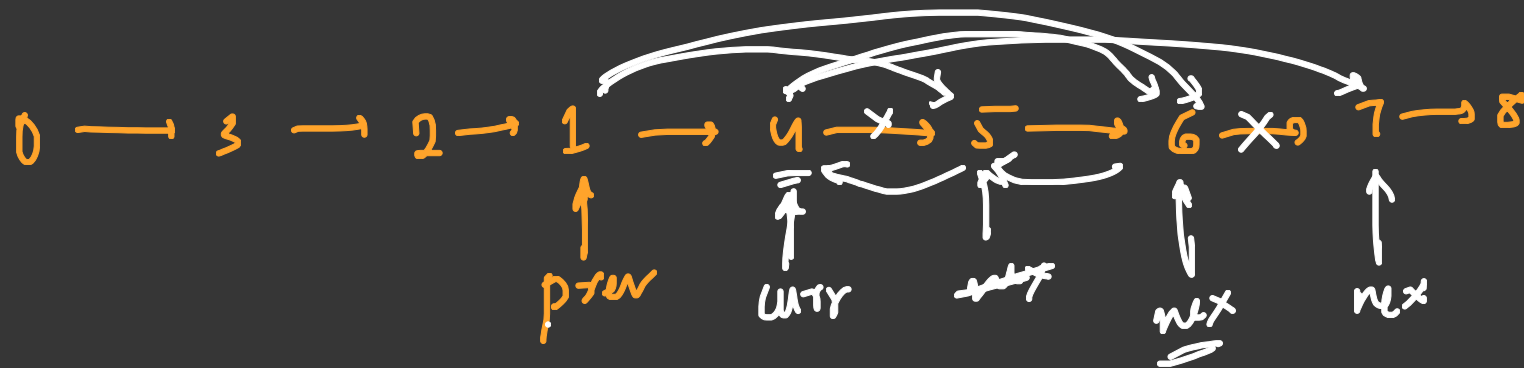 0 → 3 → 2 → 1 → 4 → 5 → 6 → 7 → 8
prev curr nex nex